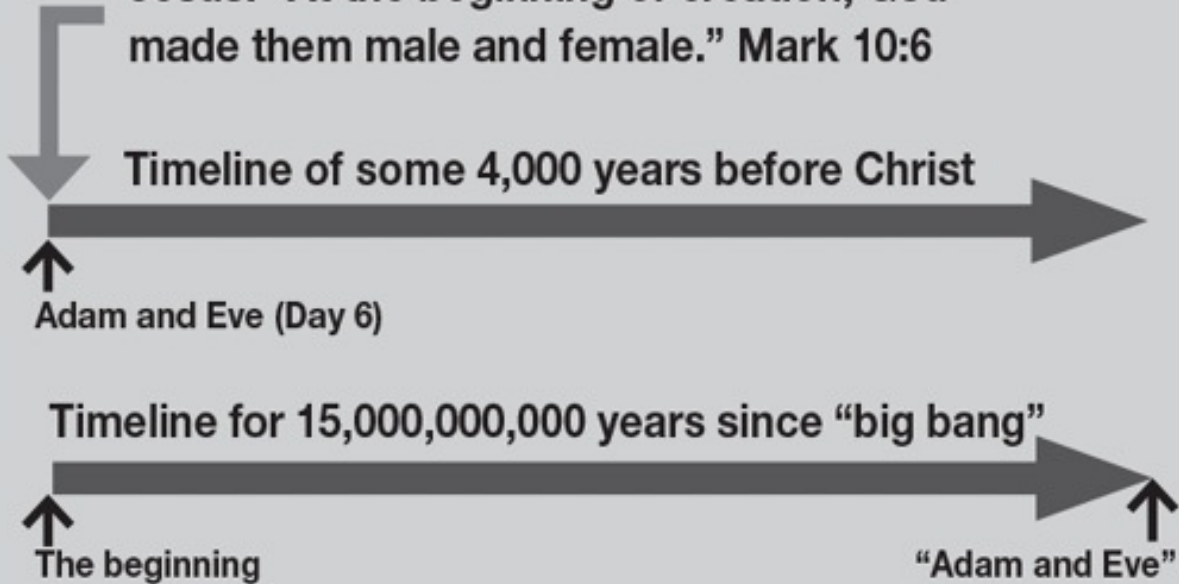 made them male and female.” Mark 10:6
Timeline of some 4,000 years before Christ
Adam and Eve (Day 6)
Timeline for 15,000,000,000 years since “big bang”
The beginning
“Adam and Eve”